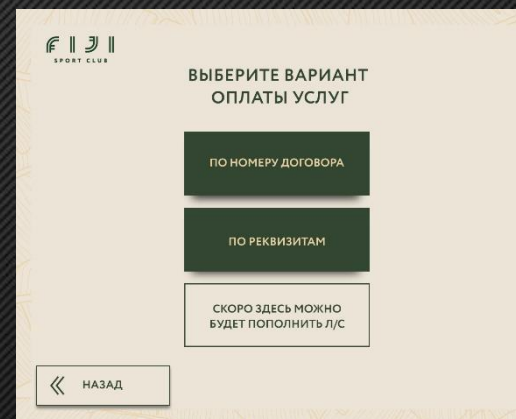 FIJI
SPORT CLUB
ВЫБЕРИТЕ ВАРИАНТ
ОПЛАТЫ УСЛУГ
ПО НОМЕРУ ДОГОВОРА
ПО РЕКВИЗИТАМ
СКОРО ЗДЕСЬ МОЖНО
БУДЕТ ПОПОЛНИТЬ Л/С
НАЗАД